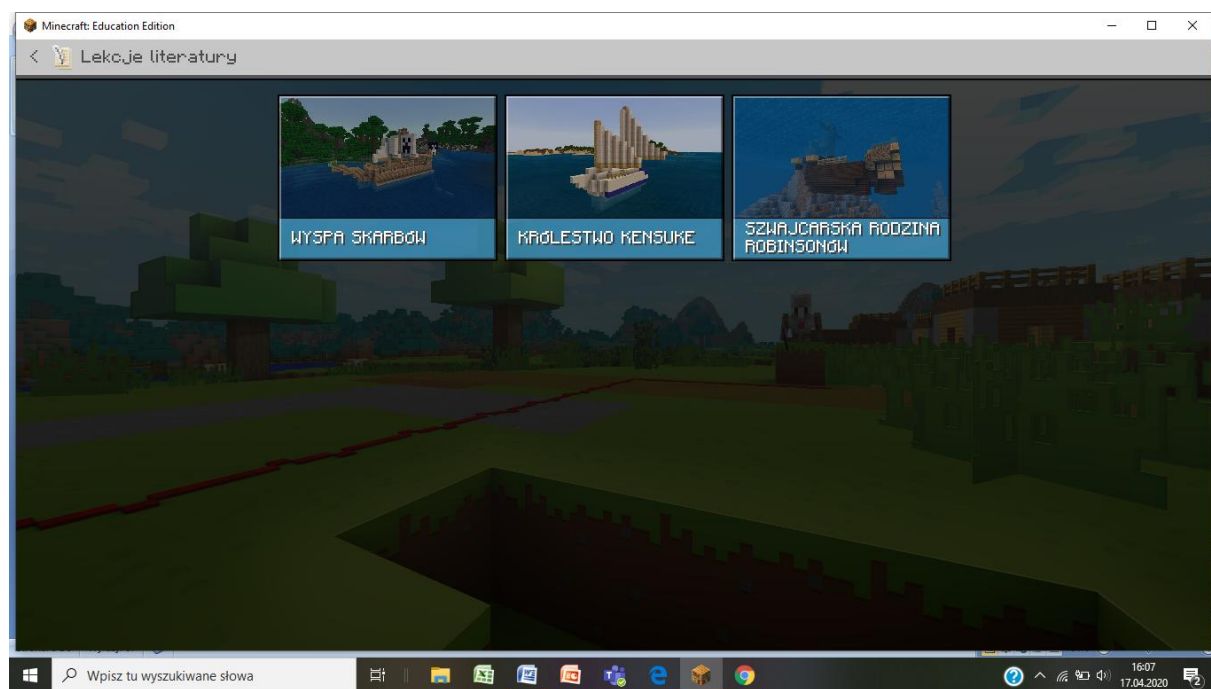 Minecraft: Education Edition
Lekcje literatury
WYSPA SKARBÓW
KRÓLESTWO KENSUKE
SZWAJCARSKA RODZINA
ROBINSONÓW
Wpisz tu wyszukiwane słowa
16:07
17.04.2020